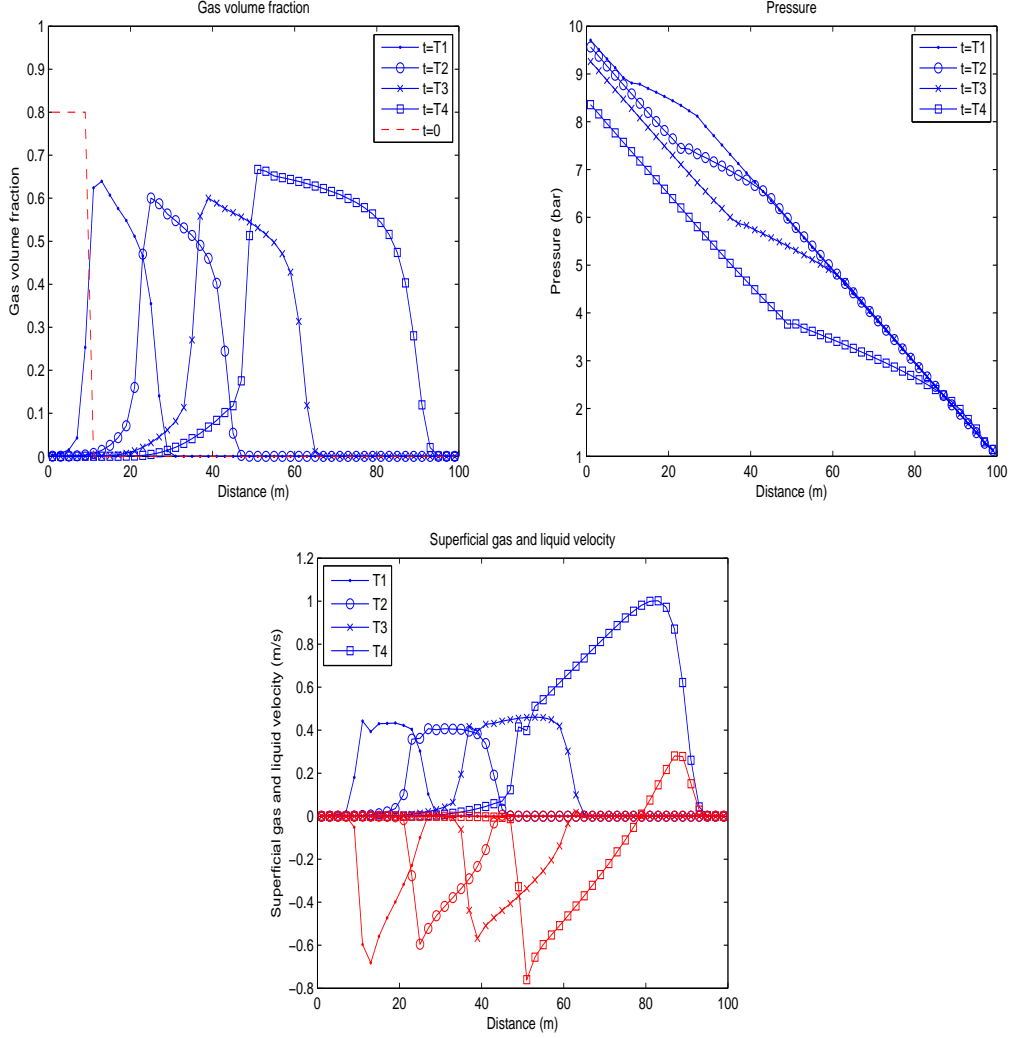 Gas volume fraction
1
0.9
0.8
0.7
0.6
0.5
0.4
0.3
0.2
0.1
0
Gas volume fraction
t=T1
t=T2
t=T3
t=T4
t=0
0 20 40 60 80 100
Distance (m)
Pressure
10
9
8
7
6
5
4
3
2
1
Pressure (bar)
t=T1
t=T2
t=T3
t=T4
0 20 40 60 80 100
Distance (m)
Superficial gas and liquid velocity
1.2
1
0.8
0.6
0.4
0.2
0
−0.2
−0.4
−0.6
−0.8
Superficial gas and liquid velocity (m/s)
T1
T2
T3
T4
0 20 40 60 80 100
Distance (m)